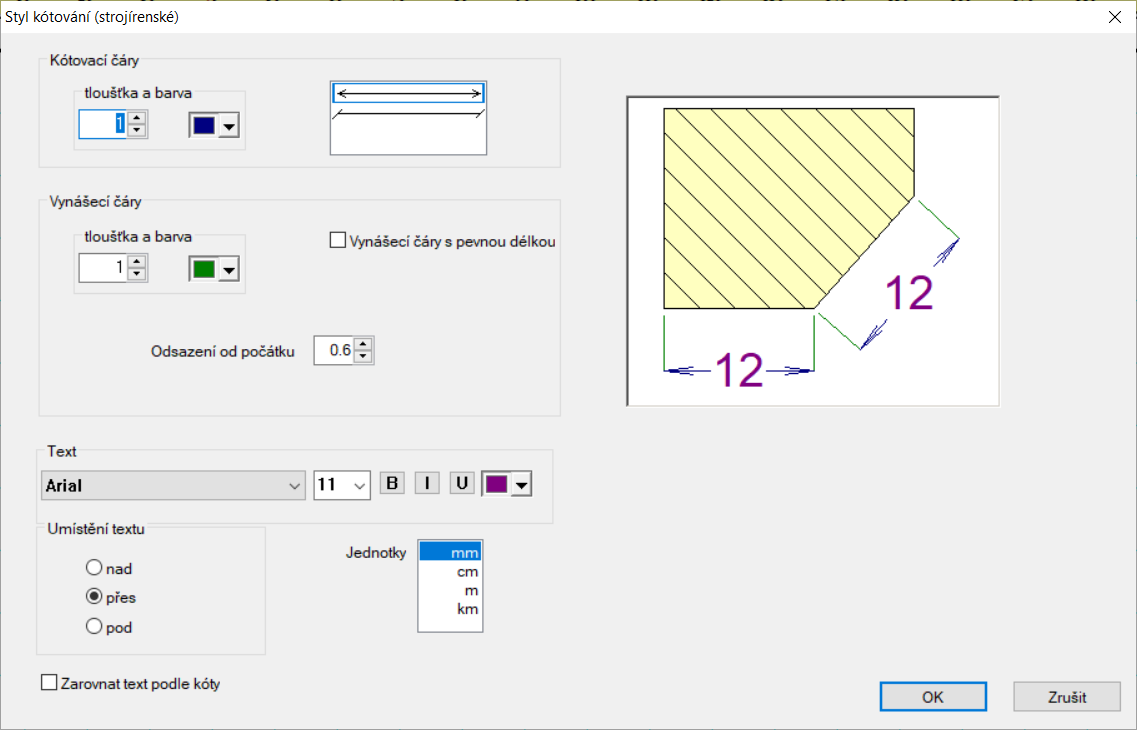 Styl kótování (strojírenské)
Kótovací čáry
tloušťka a barva
1
Vynášecí čáry
tloušťka a barva
1
Vynášecí čáry s pevnou délkou
Odsazení od počátku 0.6
12
12
Text
Arial 11 B I U
Umístění textu
nad
přes
pod
Jednotky mm
cm
m
km
Zarovnat text podle kóty
OK Zrušit